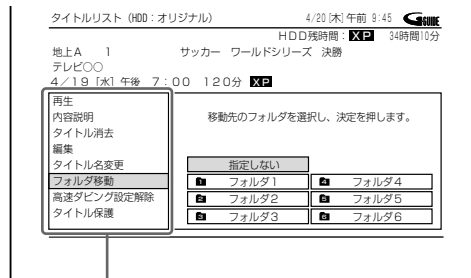 タイトルリスト（HDD：オリジナル） 4/20[木]午前 9:45 GGUIDE
HDD残時間： XP 34時間10分
地上A 1 サッカー ワールドシリーズ 決勝
テレビ○○
4／19［水］午後 7：00 120分 XP
再生
内容説明
タイトル消去
編集
タイトル名変更
フォルダ移動
高速ダビング設定解除
タイトル保護
移動先のフォルダを選択し、決定を押します。
指定しない
1 フォルダ1 4 フォルダ4
2 フォルダ2 5 フォルダ5
3 フォルダ3 6 フォルダ6